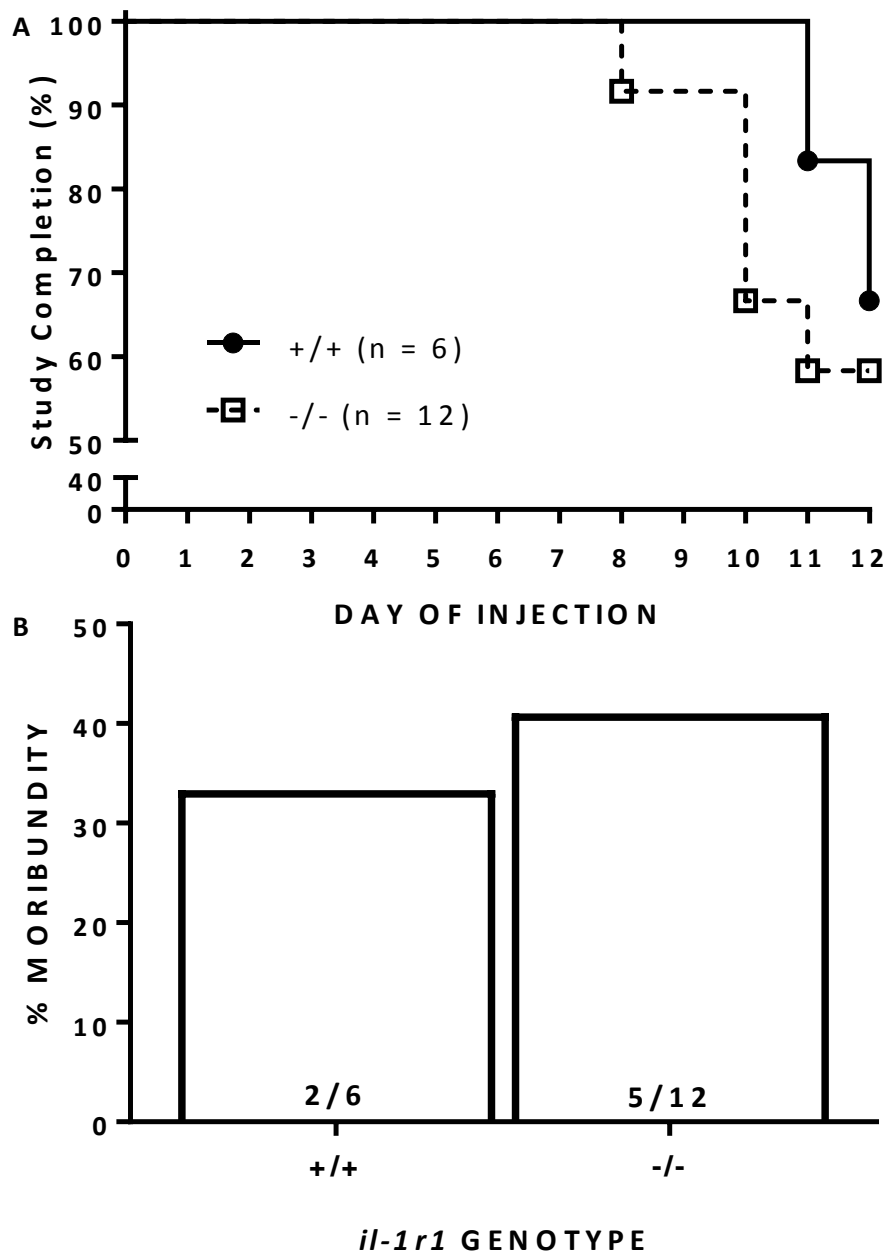 A
Study Completion (%)
100
90
80
70
60
50
40
0
+/+ (n = 6)
-/- (n = 12)
0 1 2 3 4 5 6 7 8 9 10 11 12
DAY OF INJECTION
B
% MORIBUNDITY
50
40
30
20
10
0
2/6 5/12
+/+ -/-
il-1r1 GENOTYPE